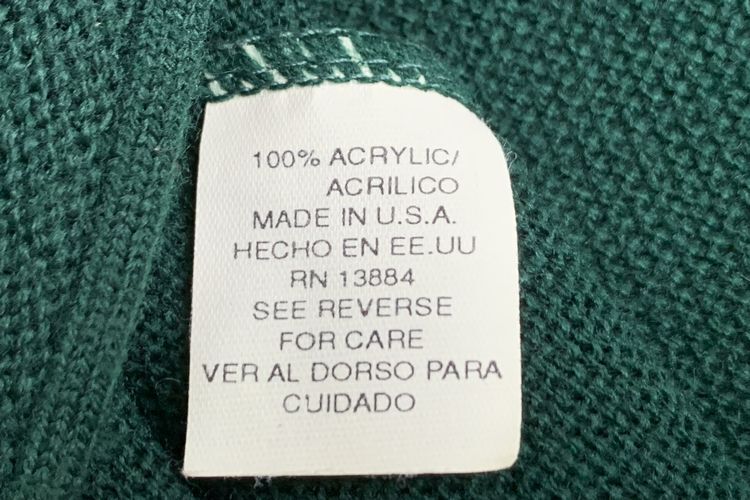 100% ACRYLIC/
ACRILICO
MADE IN U.S.A.
HECHO EN EE.UU
RN 13884
SEE REVERSE
FOR CARE
VER AL DORSO PARA
CUIDADO